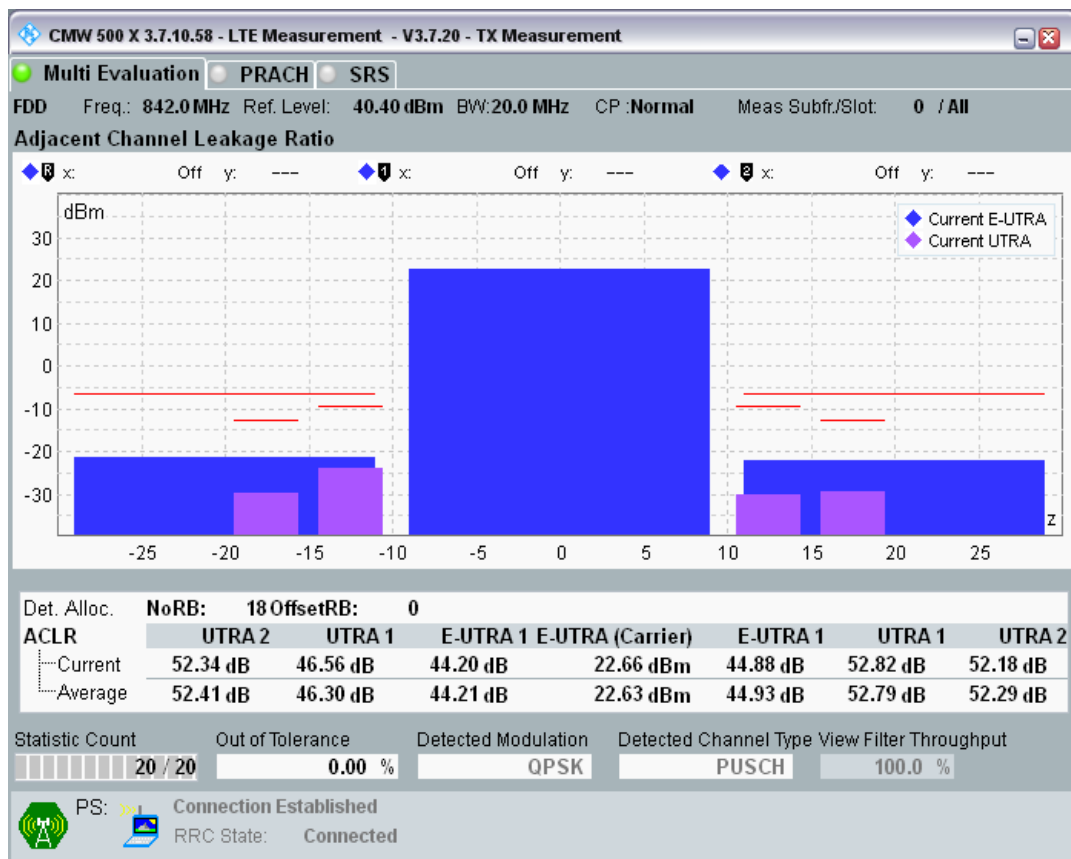 CMW 500 X 3.7.10.58 - LTE Measurement - V3.7.20 - TX Measurement
Multi Evaluation PRACH SRS
FDD Freq.: 842.0 MHz Ref. Level: 40.40 dBm BW:20.0 MHz CP :Normal Meas Subfr./Slot: 0 / All
Adjacent Channel Leakage Ratio
R x: Off y: --- 1 x: Off y: --- 2 x: Off y: ---
dBm
Current E-UTRA
Current UTRA
30
20
10
0
-10
-20
-30
z
-25 -20 -15 -10 -5 0 5 10 15 20 25
Det. Alloc. NoRB: 18 OffsetRB: 0
ACLR UTRA 2 UTRA 1 E-UTRA 1 E-UTRA (Carrier) E-UTRA 1 UTRA 1 UTRA 2
Current 52.34 dB 46.56 dB 44.20 dB 22.66 dBm 44.88 dB 52.82 dB 52.18 dB
Average 52.41 dB 46.30 dB 44.21 dB 22.63 dBm 44.93 dB 52.79 dB 52.29 dB
Statistic Count Out of Tolerance Detected Modulation Detected Channel Type View Filter Throughput
20 / 20 0.00 % QPSK PUSCH 100.0 %
PS: Connection Established
RRC State: Connected